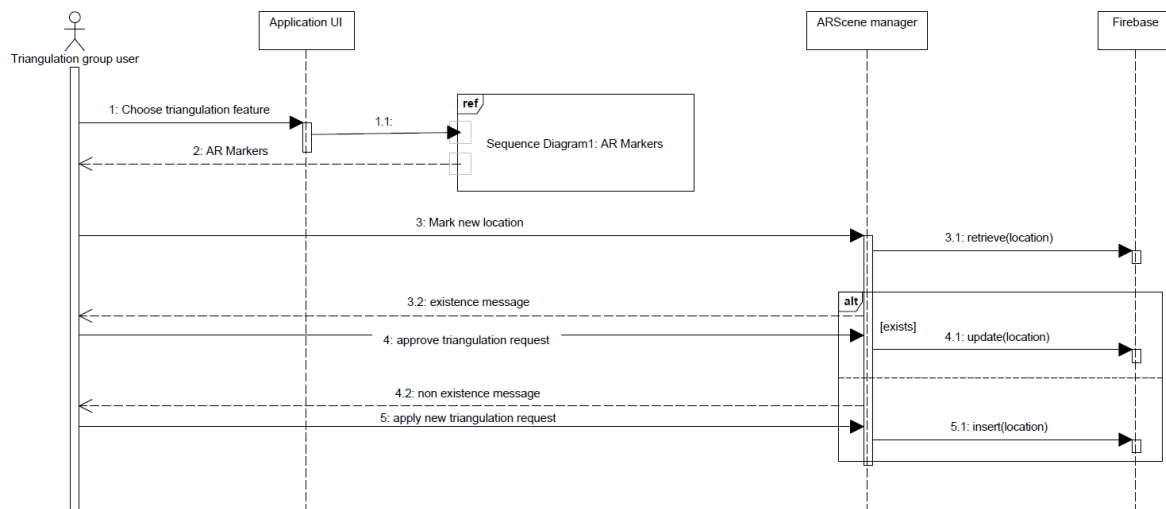 Application UI
ARScene manager
Firebase
Triangulation group user
ref
1: Choose triangulation feature
1.1:
Sequence Diagram1: AR Markers
2: AR Markers
3: Mark new location
3.1: retrieve(location)
alt
3.2: existence message
[exists]
4: approve triangulation request
4.1: update(location)
4.2: non existence message
5: apply new triangulation request
5.1: insert(location)